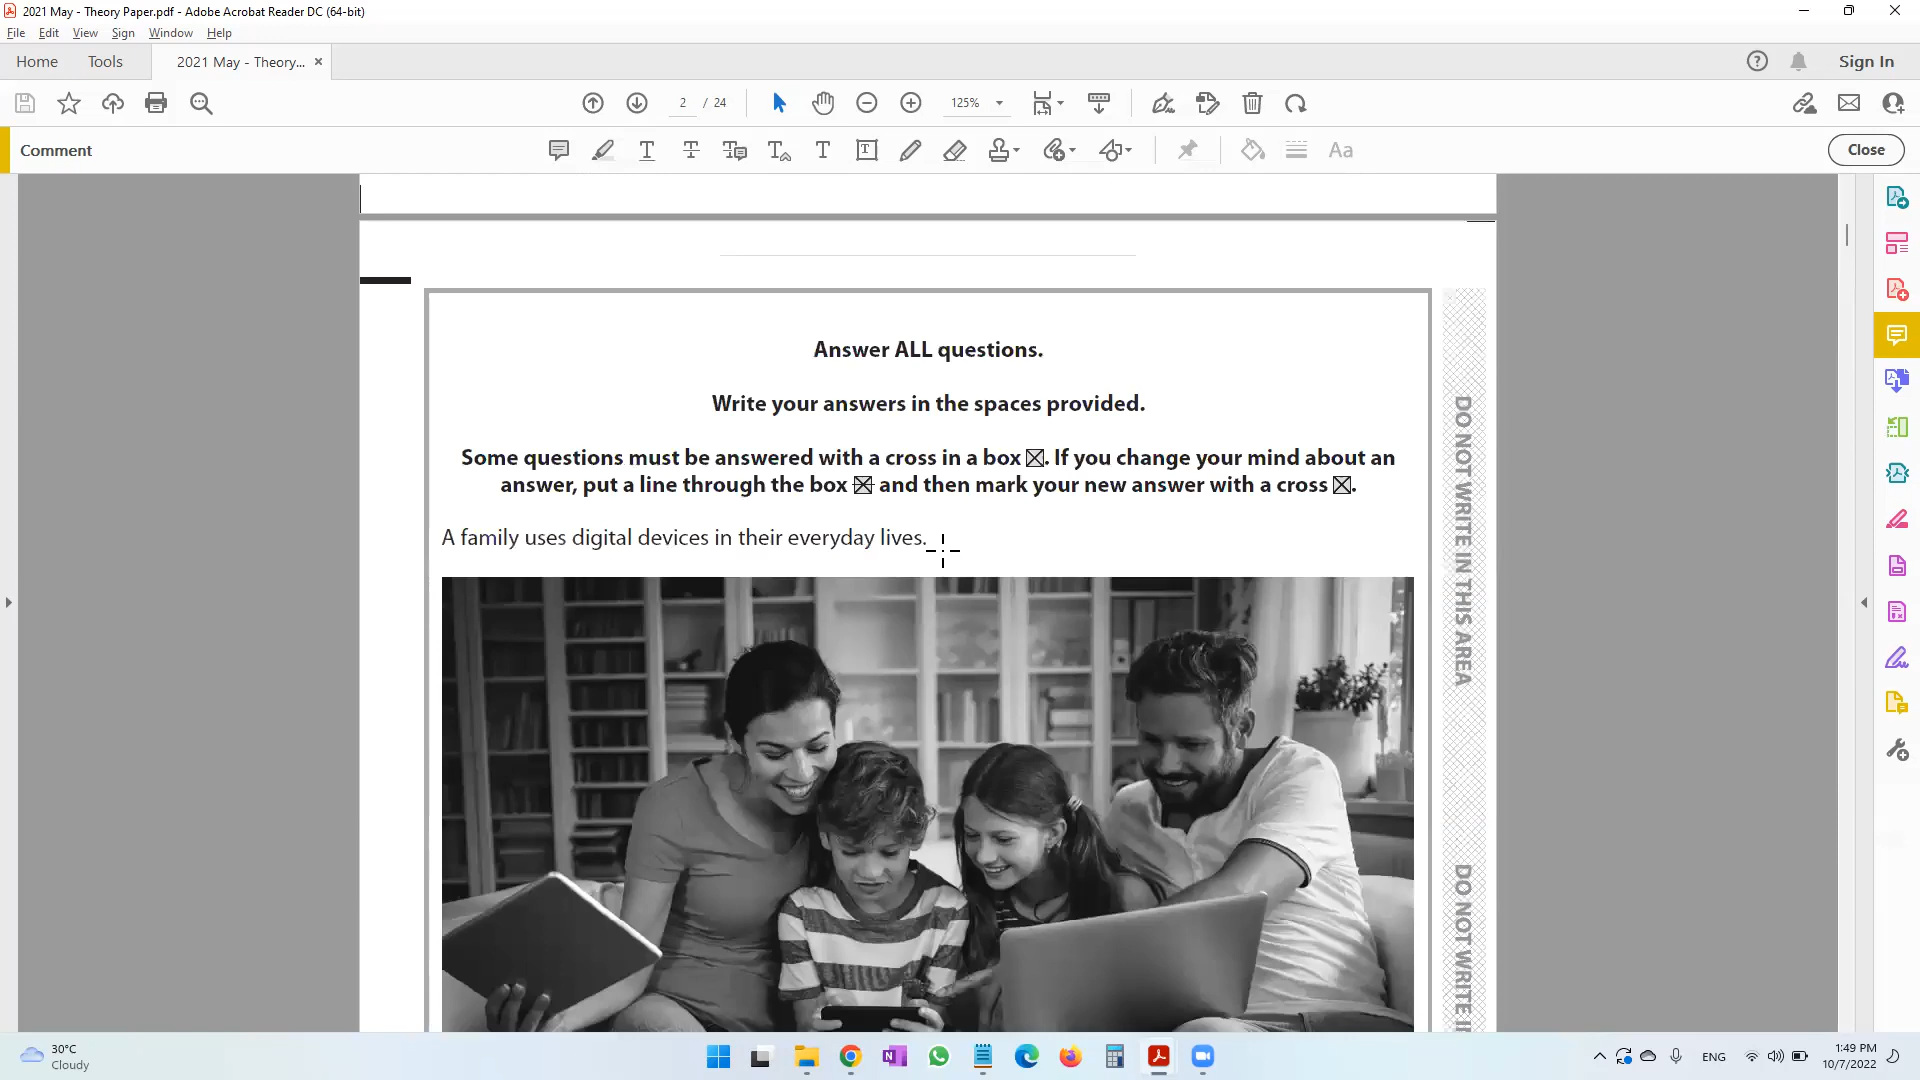 2021 May - Theory Paper.pdf - Adobe Acrobat Reader DC (64-bit)
File Edit View Sign Window Help
Home Tools 2021 May - Theory... ×
Sign In
2 / 24
125%
Comment
Close
Answer ALL questions.
Write your answers in the spaces provided.
Some questions must be answered with a cross in a box ☒. If you change your mind about an
answer, put a line through the box ☒ and then mark your new answer with a cross ☒.
A family uses digital devices in their everyday lives.
DO NOT WRITE IN THIS AREA
DO NOT WRITE IN
30°C
Cloudy
ENG
1:49 PM
10/7/2022